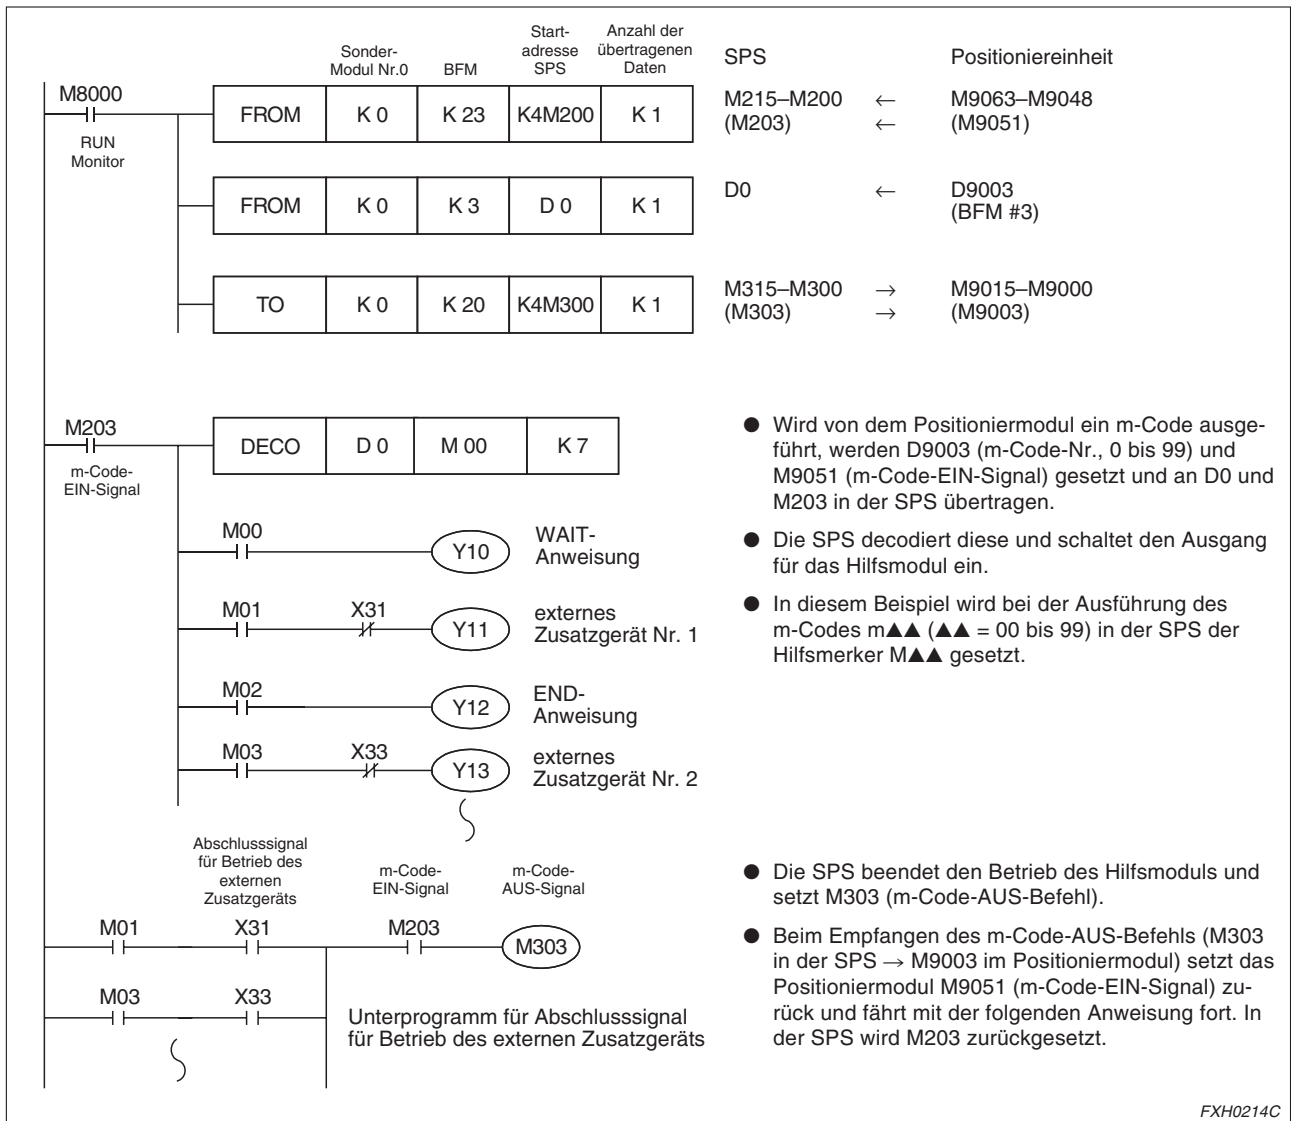 Sonder-
Modul Nr.0
BFM
Start-
adresse
SPS
Anzahl der
übertragenen
Daten
SPS
Positioniereinheit
M8000
RUN
Monitor
FROM K 0 K 23 K4M200 K 1
M215–M200 ← M9063–M9048
(M203) ← (M9051)
FROM K 0 K 3 D 0 K 1
D0 ← D9003
(BFM #3)
TO K 0 K 20 K4M300 K 1
M315–M300 → M9015–M9000
(M303) → (M9003)
M203
m-Code-
EIN-Signal
DECO D 0 M 00 K 7
M00 Y10
WAIT-
Anweisung
M01 X31 Y11
externes
Zusatzgerät Nr. 1
M02 Y12
END-
Anweisung
M03 X33 Y13
externes
Zusatzgerät Nr. 2
● Wird von dem Positioniermodul ein m-Code ausge-
führt, werden D9003 (m-Code-Nr., 0 bis 99) und
M9051 (m-Code-EIN-Signal) gesetzt und an D0 und
M203 in der SPS übertragen.
● Die SPS decodiert diese und schaltet den Ausgang
für das Hilfsmodul ein.
● In diesem Beispiel wird bei der Ausführung des
m-Codes m▲▲ (▲▲ = 00 bis 99) in der SPS der
Hilfsmerker M▲▲ gesetzt.
Abschlusssignal
für Betrieb des
externen
Zusatzgeräts
m-Code-
EIN-Signal
m-Code-
AUS-Signal
M01 X31 M203 M303
M03 X33
Unterprogramm für Abschlusssignal
für Betrieb des externen Zusatzgeräts
● Die SPS beendet den Betrieb des Hilfsmoduls und
setzt M303 (m-Code-AUS-Befehl).
● Beim Empfangen des m-Code-AUS-Befehls (M303
in der SPS → M9003 im Positioniermodul) setzt das
Positioniermodul M9051 (m-Code-EIN-Signal) zu-
rück und fährt mit der folgenden Anweisung fort. In
der SPS wird M203 zurückgesetzt.
FXH0214C